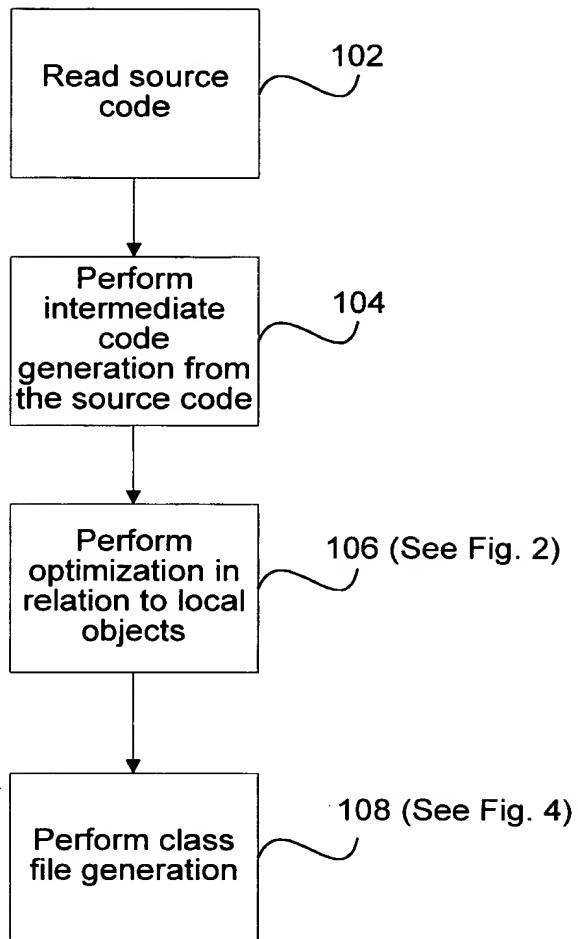 Read source
code
102
Perform
intermediate
code
generation from
the source code
104
Perform
optimization in
relation to local
objects
106 (See Fig. 2)
Perform class
file generation
108 (See Fig. 4)